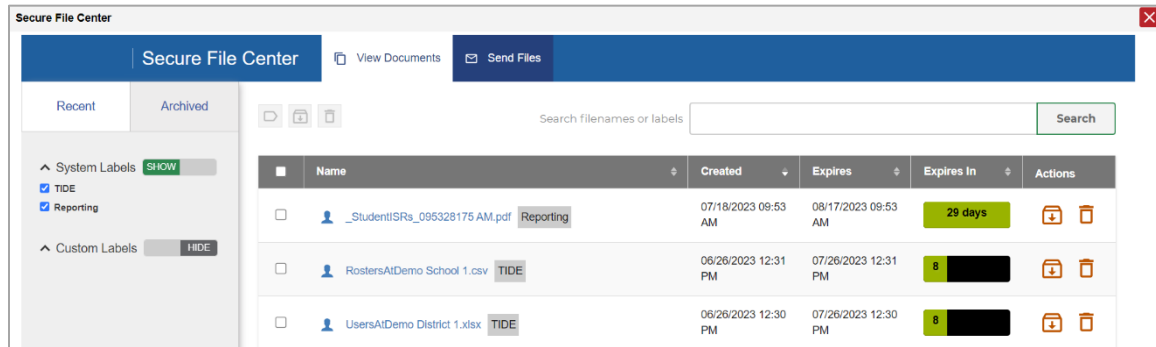 Secure File Center
Secure File Center
View Documents
Send Files
Recent
Archived
Search filenames or labels
Search
System Labels SHOW
TIDE
Reporting
Custom Labels HIDE
Name Created Expires Expires In Actions
_StudentISRs_095328175 AM.pdf Reporting 07/18/2023 09:53 08/17/2023 09:53 29 days
AM AM
RostersAtDemo School 1.csv TIDE 06/26/2023 12:31 07/26/2023 12:31 8
PM PM
UsersAtDemo District 1.xlsx TIDE 06/26/2023 12:30 07/26/2023 12:30 8
PM PM